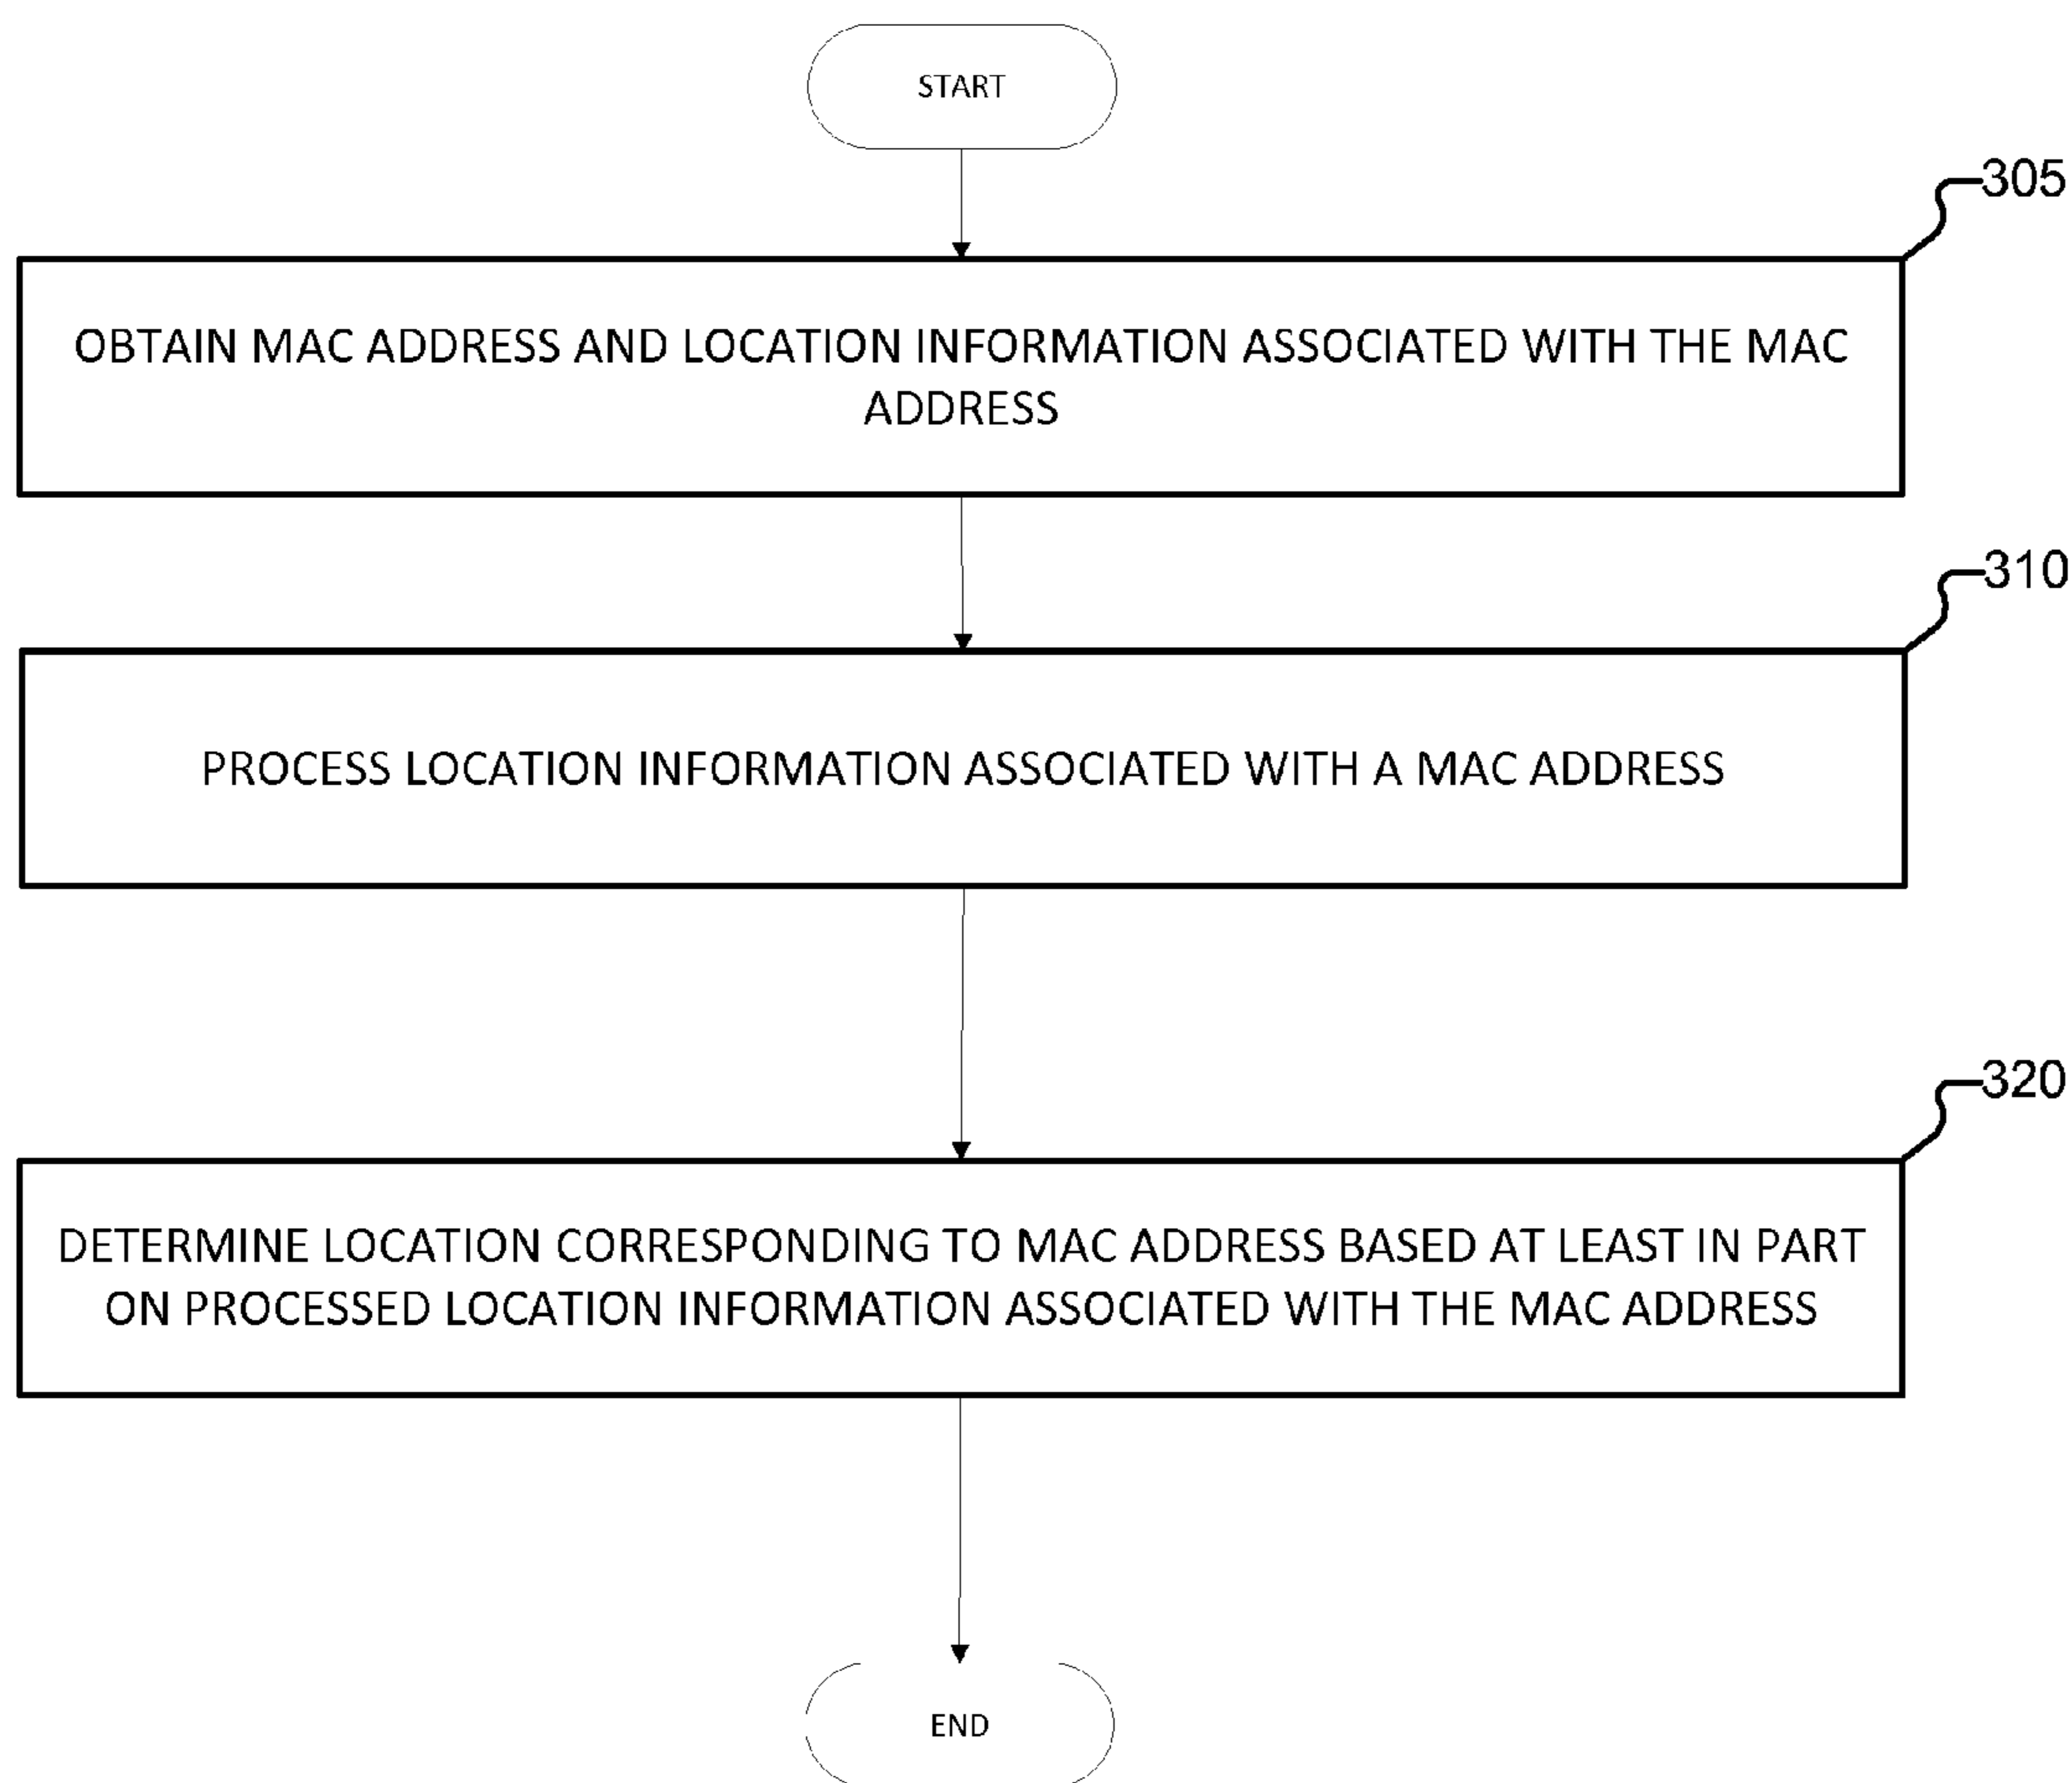 START
305
OBTAIN MAC ADDRESS AND LOCATION INFORMATION ASSOCIATED WITH THE MAC
ADDRESS
310
PROCESS LOCATION INFORMATION ASSOCIATED WITH A MAC ADDRESS
320
DETERMINE LOCATION CORRESPONDING TO MAC ADDRESS BASED AT LEAST IN PART
ON PROCESSED LOCATION INFORMATION ASSOCIATED WITH THE MAC ADDRESS
END